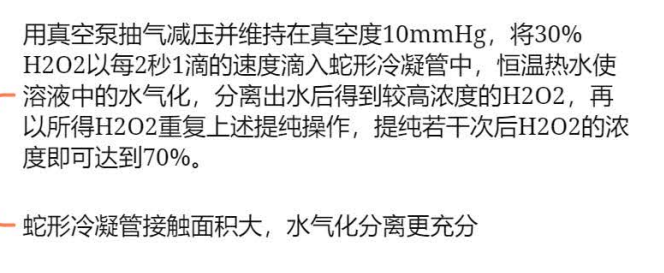 用真空泵抽气减压并维持在真空度10mmHg，将30%
H2O2以每2秒1滴的速度滴入蛇形冷凝管中，恒温热水使
溶液中的水气化，分离出水后得到较高浓度的H2O2，再
以所得H2O2重复上述提纯操作，提纯若干次后H2O2的浓
度即可达到70%。
蛇形冷凝管接触面积大，水气化分离更充分